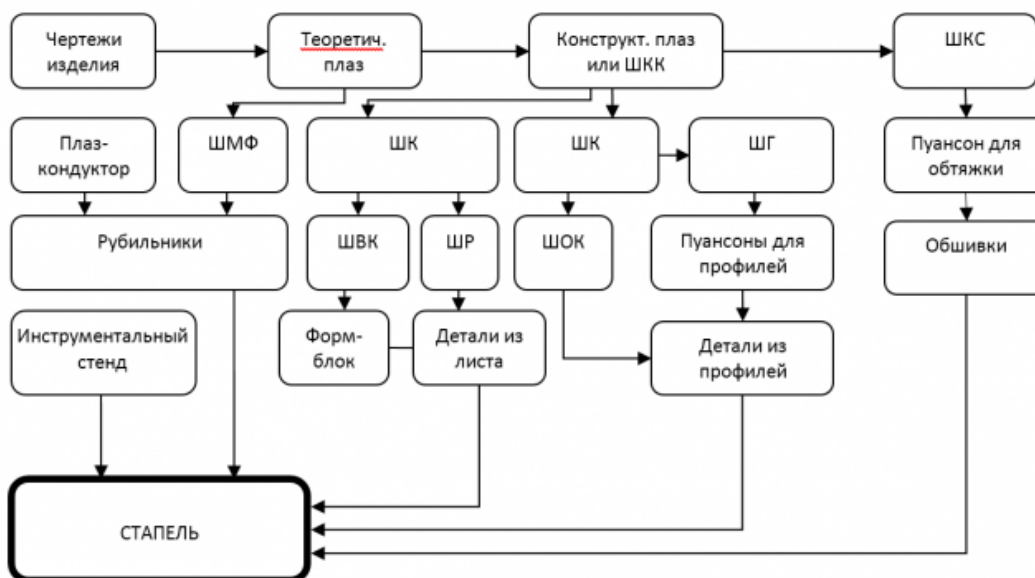 Чертежи
изделия
Теоретич.
плаз
Конструкт. плаз
или ШКК
ШКС
Плаз-
кондуктор
ШМФ
ШК
ШК
ШГ
Пуансон для
обтяжки
Рубильники
ШВК
ШР
ШОК
Пуансоны для
профилей
Обшивки
Инструментальный
стенд
Форм-
блок
Детали из
листа
Детали из
профилей
СТАПЕЛЬ